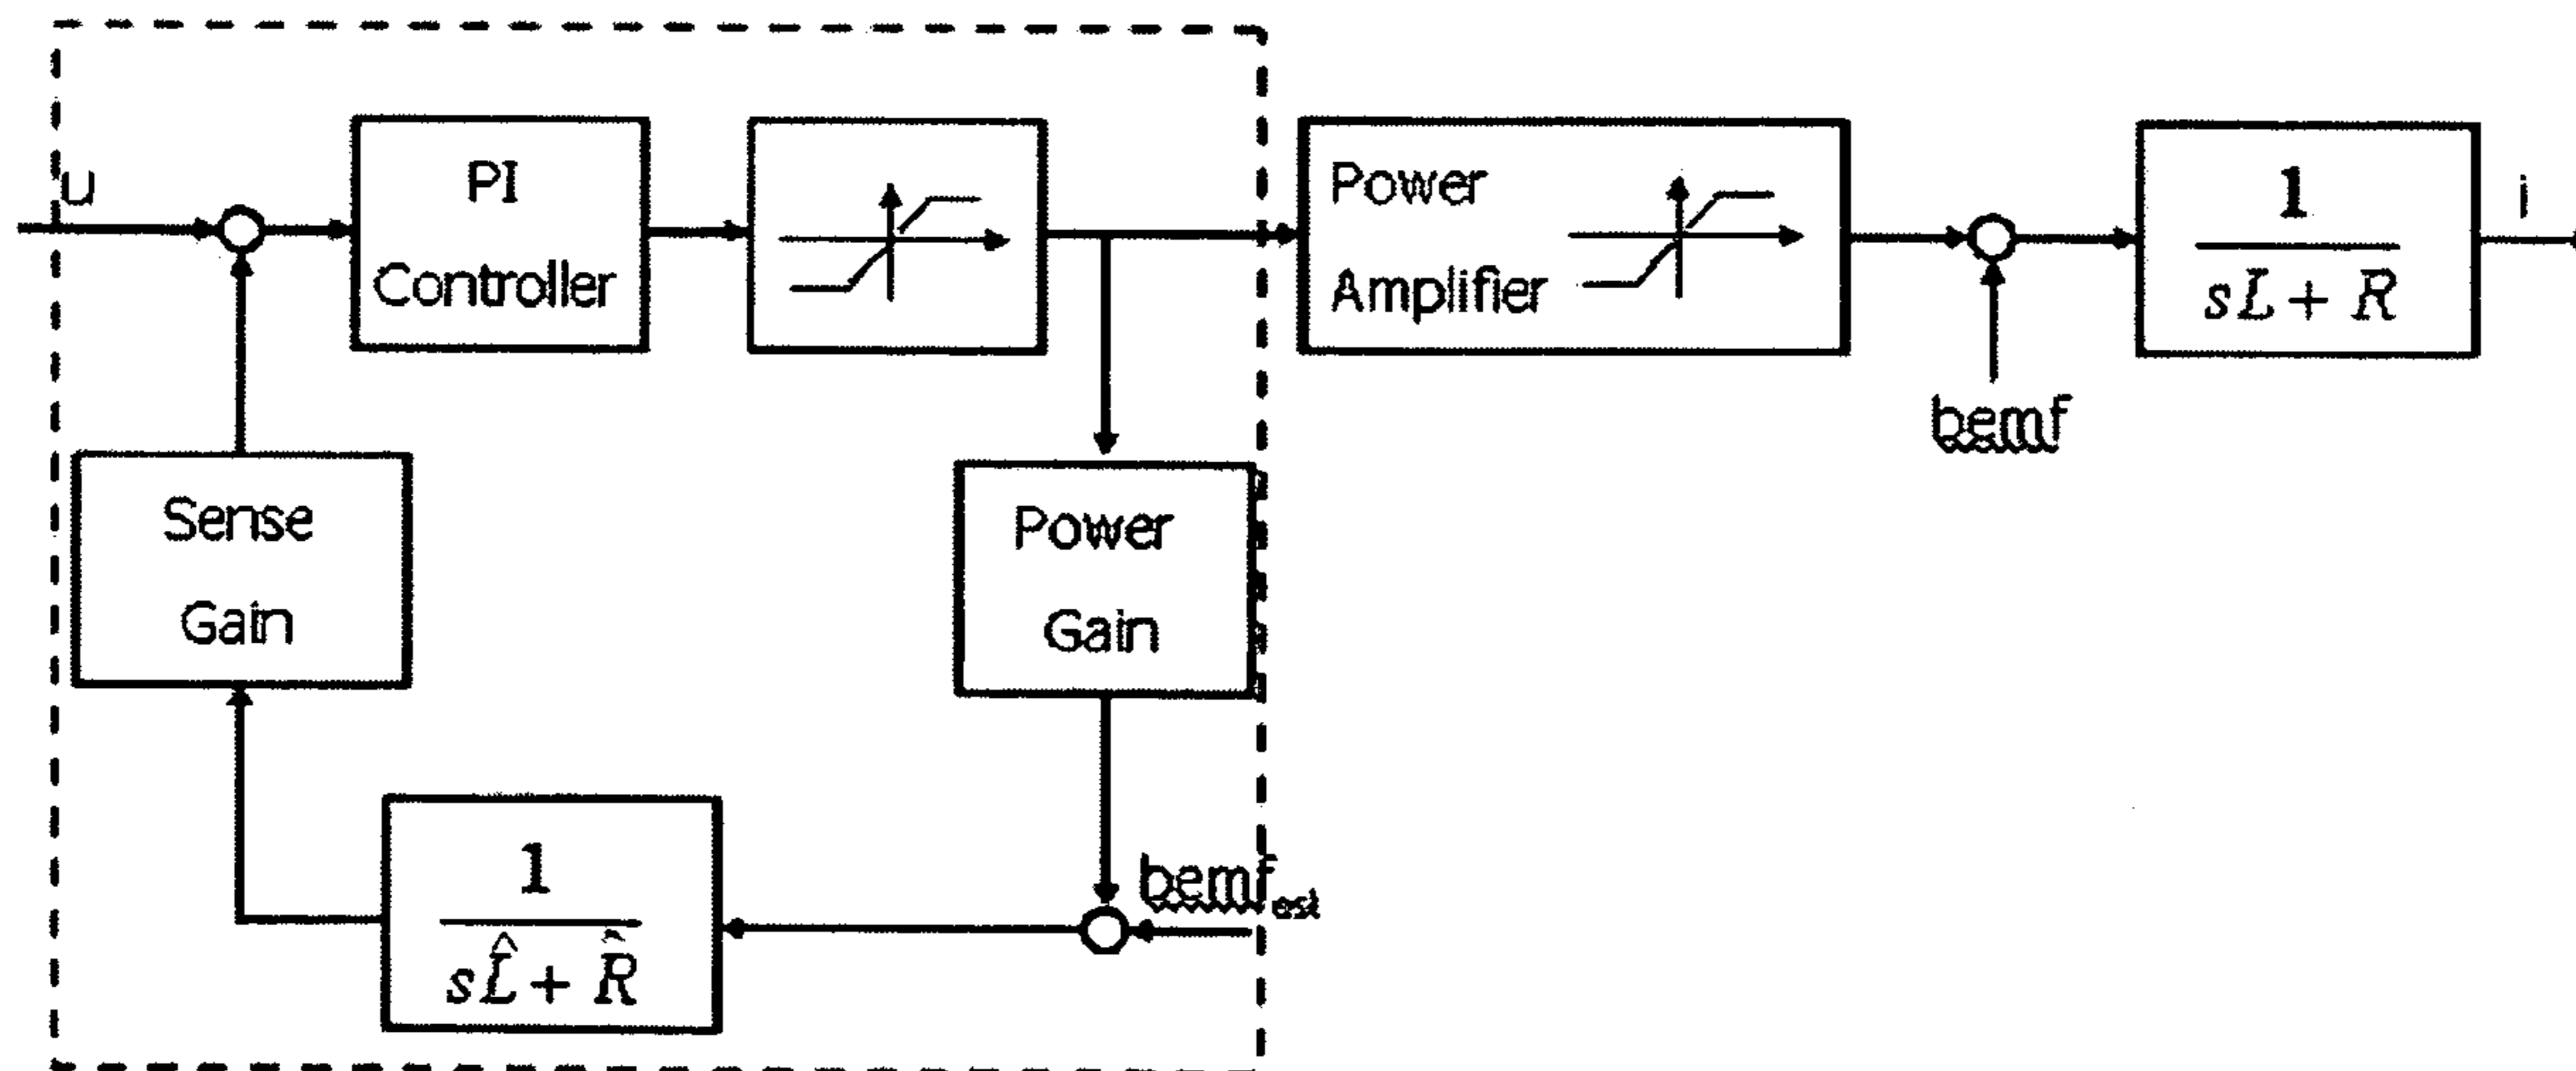 U
PI
Controller
Power
Amplifier
bemf
1
sL + R
i
Sense
Gain
Power
Gain
bemf_est
1
sL̂ + R̂